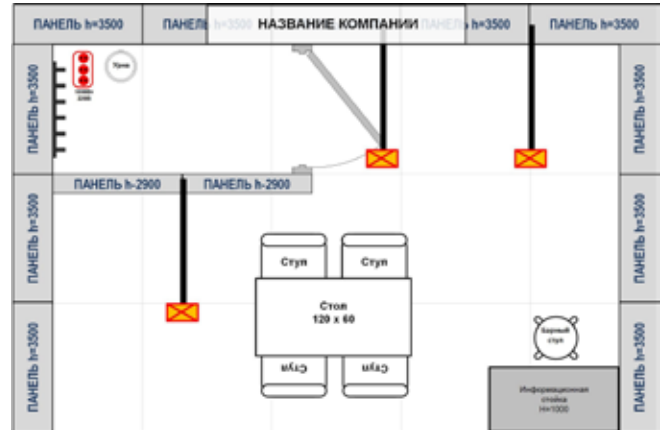 ПАНЕЛЬ h=3500
ПАНЕЛЬ h=3500
НАЗВАНИЕ КОМПАНИИ
ПАНЕЛЬ h=3500
ПАНЕЛЬ h=3500
ПАНЕЛЬ h=3500
Урна
2200
ПАНЕЛЬ h=3500
ПАНЕЛЬ h-2900
ПАНЕЛЬ h-2900
ПАНЕЛЬ h=3500
ПАНЕЛЬ h=3500
Стул
Стул
Стол
120 x 60
Стул
Стул
Барный
стул
ПАНЕЛЬ h=3500
ПАНЕЛЬ h=3500
Информационная
стойка
H=1000